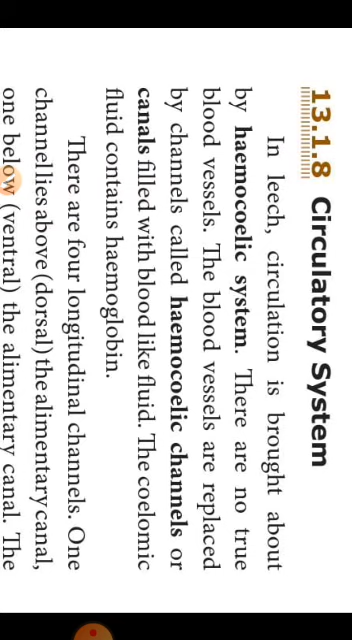 13.1.8 Circulatory System
In leech, circulation is brought about
by haemocoelic system. There are no true
blood vessels. The blood vessels are replaced
by channels called haemocoelic channels or
canals filled with blood like fluid. The coelomic
fluid contains haemoglobin.
There are four longitudinal channels. One
channel lies above (dorsal) the alimentary canal,
one below (ventral) the alimentary canal. The